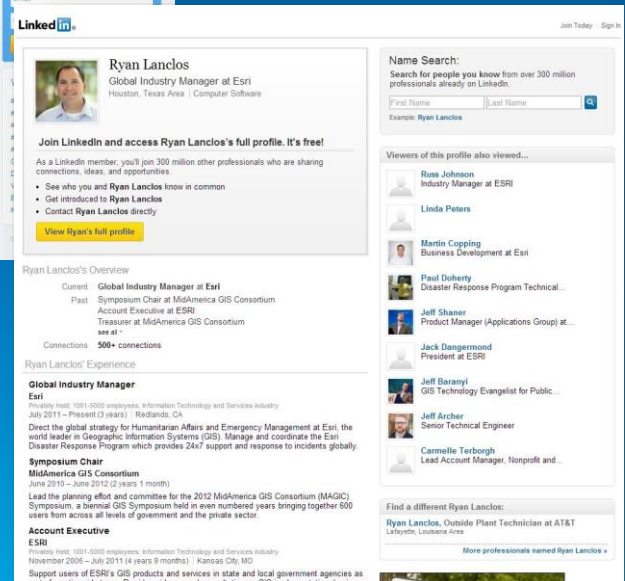 Linked in.
Join Today
Sign In
Ryan Lanclos
Global Industry Manager at Esri
Houston, Texas Area | Computer Software
Join LinkedIn and access Ryan Lanclos's full profile. It's free!
As a LinkedIn member, you'll join 300 million other professionals who are sharing
connections, ideas, and opportunities.
• See who you and Ryan Lanclos know in common
• Get introduced to Ryan Lanclos
• Contact Ryan Lanclos directly
View Ryan's full profile
Ryan Lanclos's Overview
Current Global Industry Manager at Esri
Past Symposium Chair at MidAmerica GIS Consortium
Account Executive at ESRI
Treasurer at MidAmerica GIS Consortium
see all
Connections 500+ connections
Ryan Lanclos' Experience
Global Industry Manager
Esri
Privately Held; 1001-5000 employees; Information Technology and Services industry
July 2011 – Present (3 years) | Redlands, CA
Direct the global strategy for Humanitarian Affairs and Emergency Management at Esri, the
world leader in Geographic Information Systems (GIS). Manage and coordinate the Esri
Disaster Response Program which provides 24x7 support and response to incidents globally.
Symposium Chair
MidAmerica GIS Consortium
June 2010 – June 2012 (2 years 1 month)
Lead the planning effort and committee for the 2012 MidAmerica GIS Consortium (MAGIC)
Symposium, a biennial GIS Symposium held in even numbered years bringing together 600
users from across all levels of government and the private sector.
Account Executive
ESRI
Privately Held; 1001-5000 employees; Information Technology and Services industry
November 2006 – July 2011 (4 years 9 months) | Kansas City, MO
Support users of ESRI's GIS products and services in state and local government agencies as
Name Search:
Search for people you know from over 300 million
professionals already on LinkedIn.
First Name
Last Name
Example: Ryan Lanclos
Viewers of this profile also viewed...
Russ Johnson
Industry Manager at ESRI
Linda Peters
Martin Copping
Business Development at Esri
Paul Doherty
Disaster Response Program Technical...
Jeff Shaner
Product Manager (Applications Group) at...
Jack Dangermond
President at ESRI
Jeff Baranyi
GIS Technology Evangelist for Public...
Jeff Archer
Senior Technical Engineer
Carmelle Terborgh
Lead Account Manager, Nonprofit and...
Find a different Ryan Lanclos:
Ryan Lanclos, Outside Plant Technician at AT&T
Lafayette, Louisiana Area
More professionals named Ryan Lanclos »